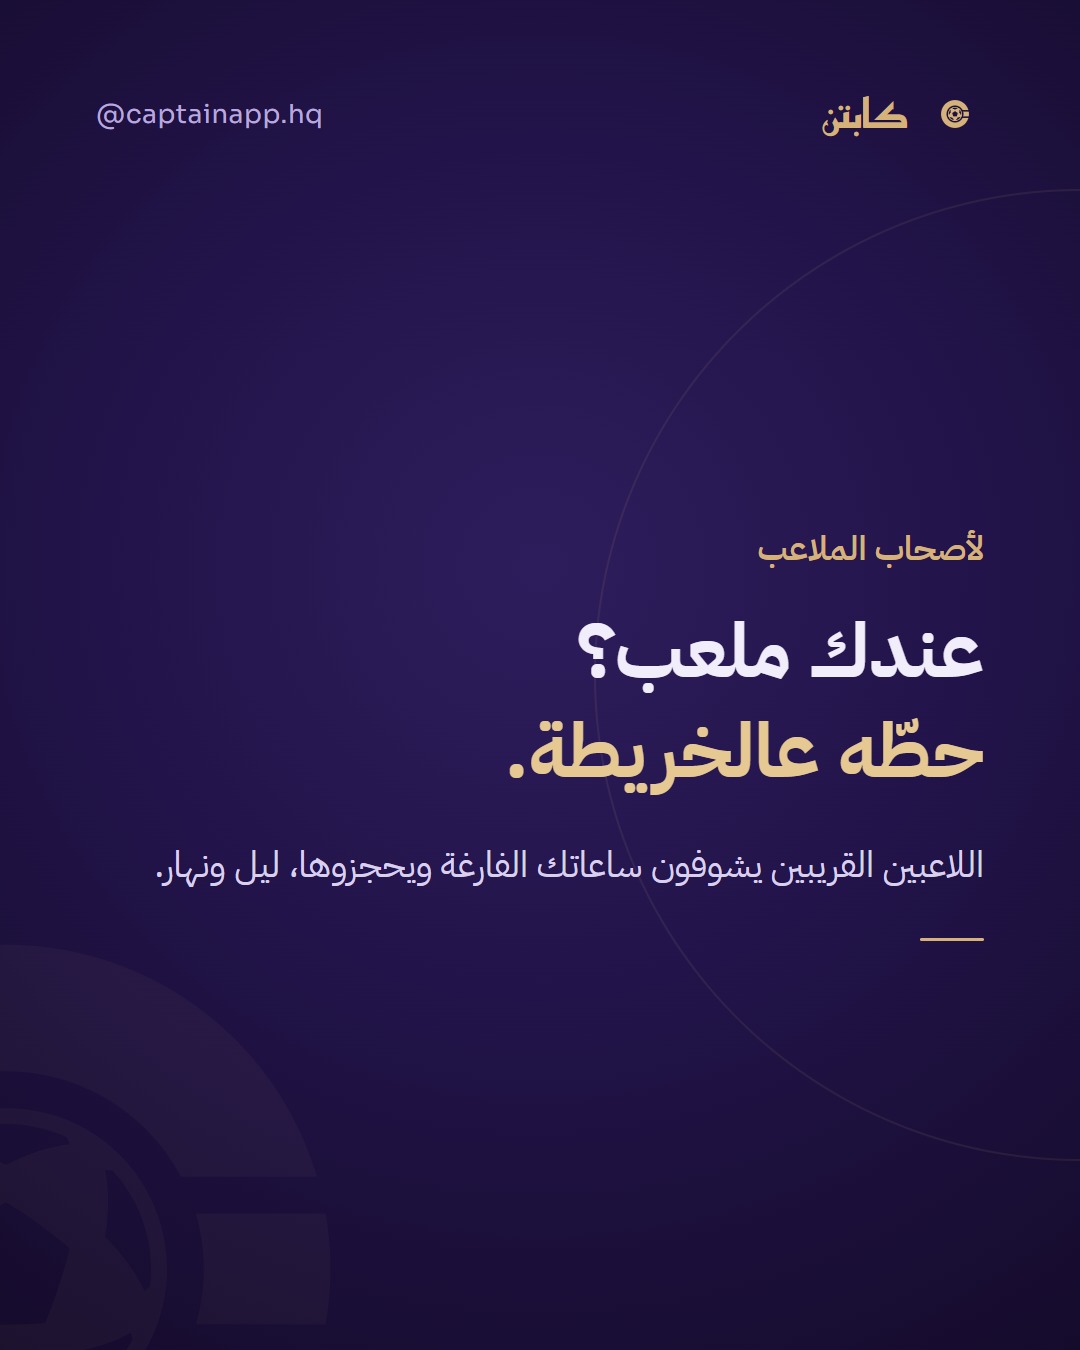 كابتن
@captainapp.hq
لأصحاب الملاعب
عندك ملعب؟
حطّه عالخريطة.
اللاعبين القريبين يشوفون ساعاتك الفارغة ويحجزوها، ليل ونهار.